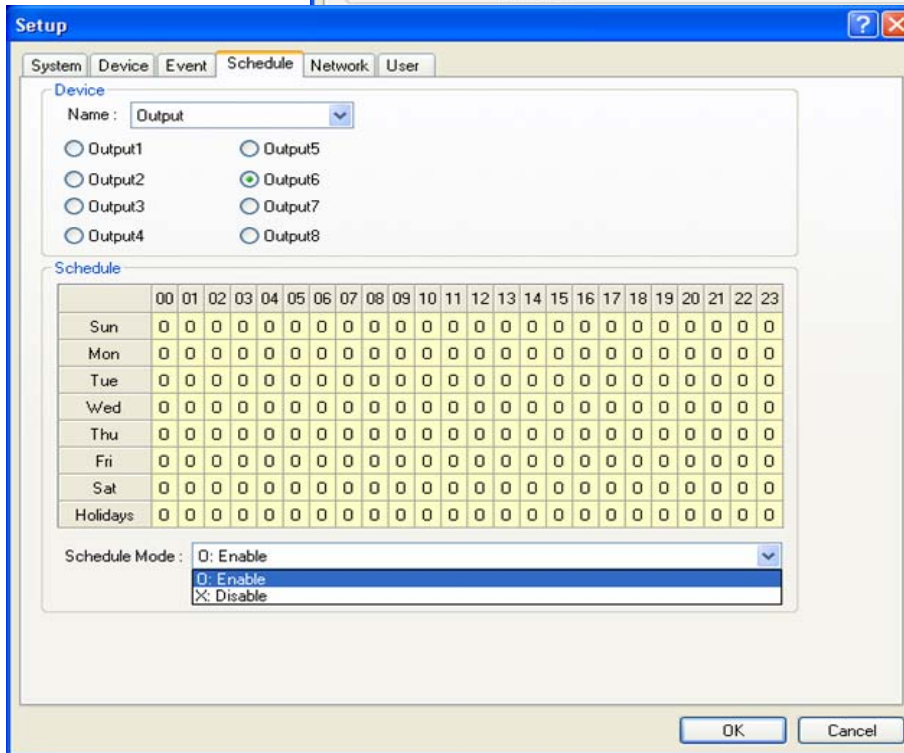 Setup
System Device Event Schedule Network User
Device
Name : Output
Output1 Output5
Output2 Output6
Output3 Output7
Output4 Output8
Schedule
00 01 02 03 04 05 06 07 08 09 10 11 12 13 14 15 16 17 18 19 20 21 22 23
Sun O O O O O O O O O O O O O O O O O O O O O O O O
Mon O O O O O O O O O O O O O O O O O O O O O O O O
Tue O O O O O O O O O O O O O O O O O O O O O O O O
Wed O O O O O O O O O O O O O O O O O O O O O O O O
Thu O O O O O O O O O O O O O O O O O O O O O O O O
Fri O O O O O O O O O O O O O O O O O O O O O O O O
Sat O O O O O O O O O O O O O O O O O O O O O O O O
Holidays O O O O O O O O O O O O O O O O O O O O O O O O
Schedule Mode : O: Enable
O: Enable
X: Disable
OK Cancel